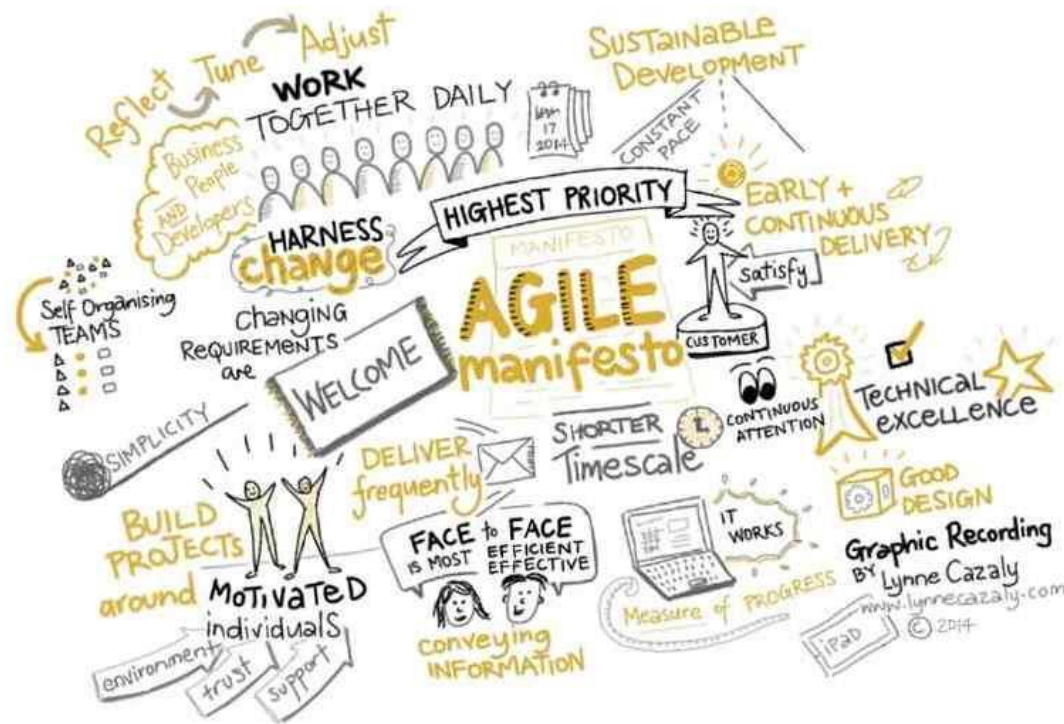 Reflect
Tune
Adjust
WORK
TOGETHER DAILY
Business
People
AND
Developers
17
2014
SUSTAINABLE
DEVELOPMENT
CONSTANT
PACE
HIGHEST PRIORITY
EARLY +
CONTINUOUS
DELIVERY
Satisfy
CUSTOMER
HARNESS
change
MANIFESTO
AGILE
manifesto
Self Organising
TEAMS
Changing
REQUIREMENTS
are
WELCOME
SIMPLICITY
CONTINUOUS
ATTENTION
TECHNICAL
excellence
DELIVER
frequently
SHORTER
Timescale
GOOD
DESIGN
BUILD
PROJECTS
around
MOTIVATED
individuals
environment
trust
support
FACE to FACE
IS MOST EFFICIENT
EFFECTIVE
conveying
INFORMATION
IT
WORKS
Measure of PROGRESS
Graphic Recording
BY Lynne Cazaly
www.lynnecazaly.com
© 2014
iPAD